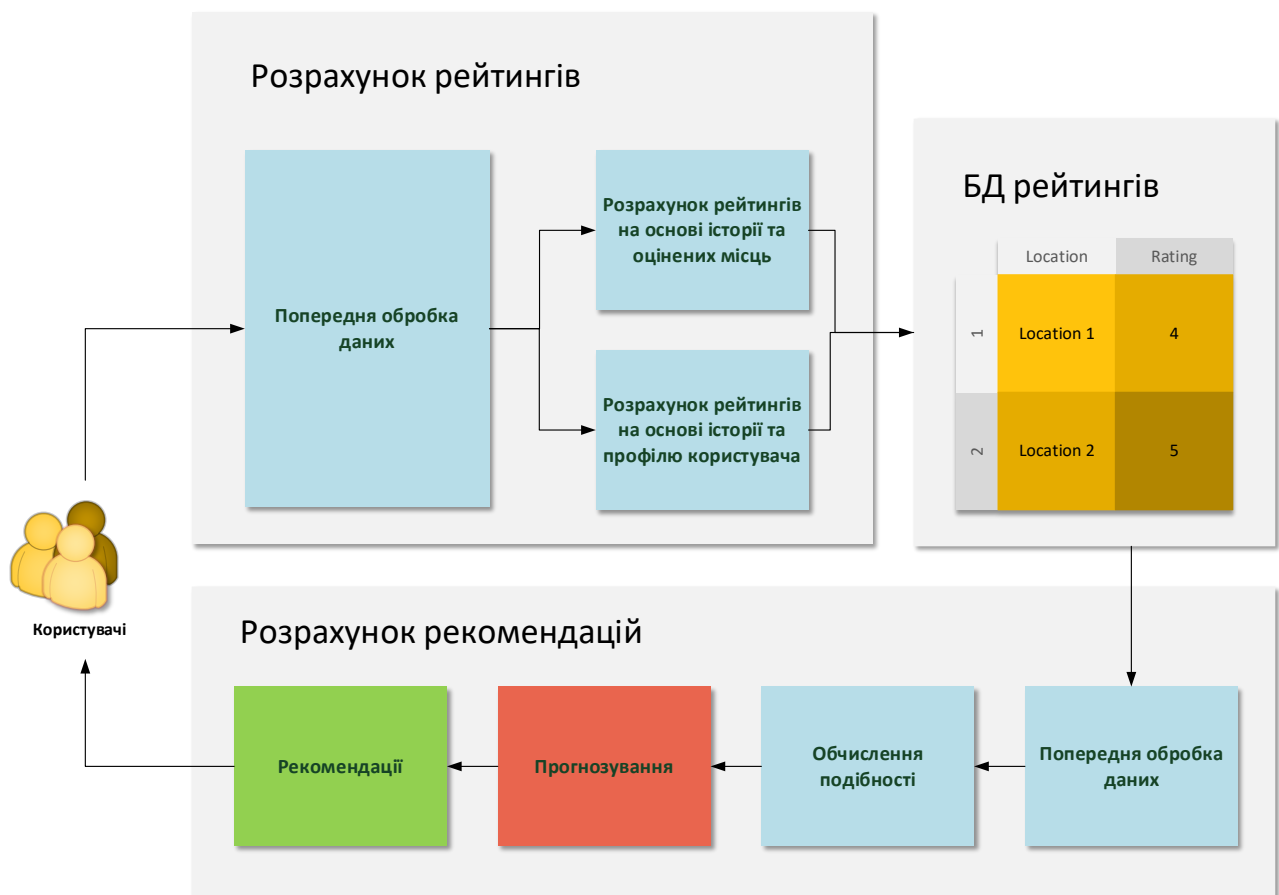 Розрахунок рейтингів
Попередня обробка
даних
Розрахунок рейтингів
на основі історії та
оцінених місць
Розрахунок рейтингів
на основі історії та
профілю користувача
БД рейтингів
Location Rating
1 Location 1 4
2 Location 2 5
Користувачі
Розрахунок рекомендацій
Рекомендації
Прогнозування
Обчислення
подібності
Попередня обробка
даних